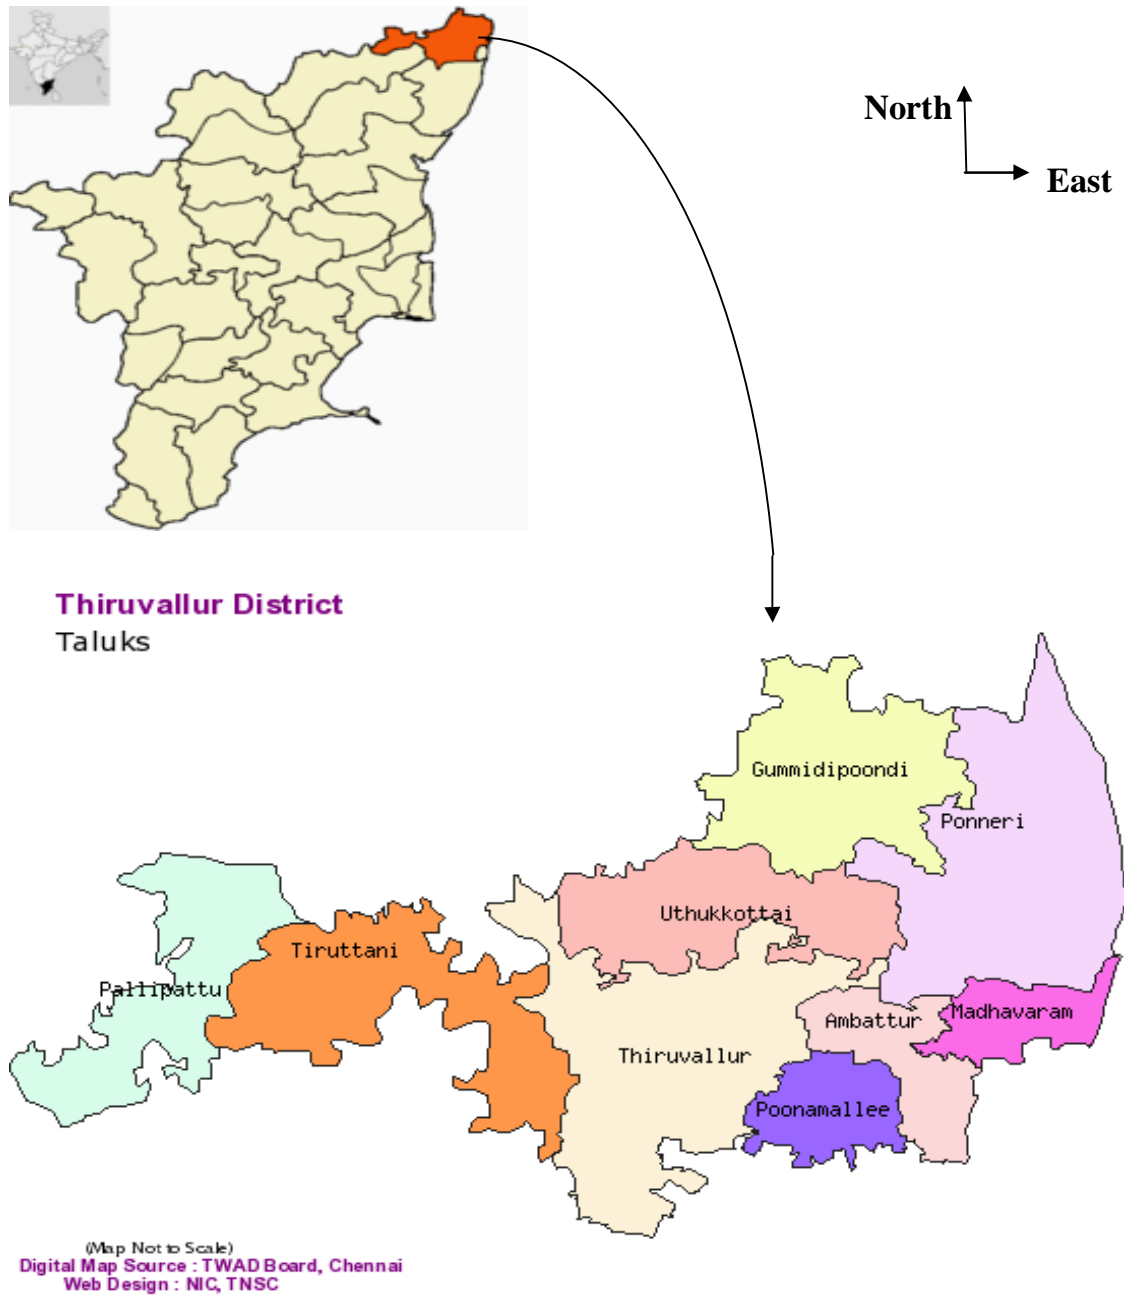 North
East
Thiruvallur District
Taluks
Gummidipoondi
Ponneri
Uthukkottai
Tiruttani
Pallipattu
Madhavaram
Ambattur
Thiruvallur
Poonamallee
(Map Not to Scale)
Digital Map Source : TWAD Board, Chennai
Web Design : NIC, TNSC